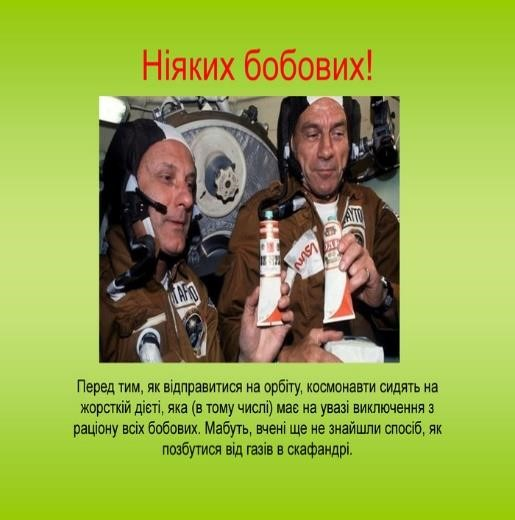 Ніяких бобових!
NASA
Перед тим, як відправитися на орбіту, космонавти сидять на
жорсткій дієті, яка (в тому числі) має на увазі виключення з
раціону всіх бобових. Мабуть, вчені ще не знайшли спосіб, як
позбутися від газів в скафандрі.